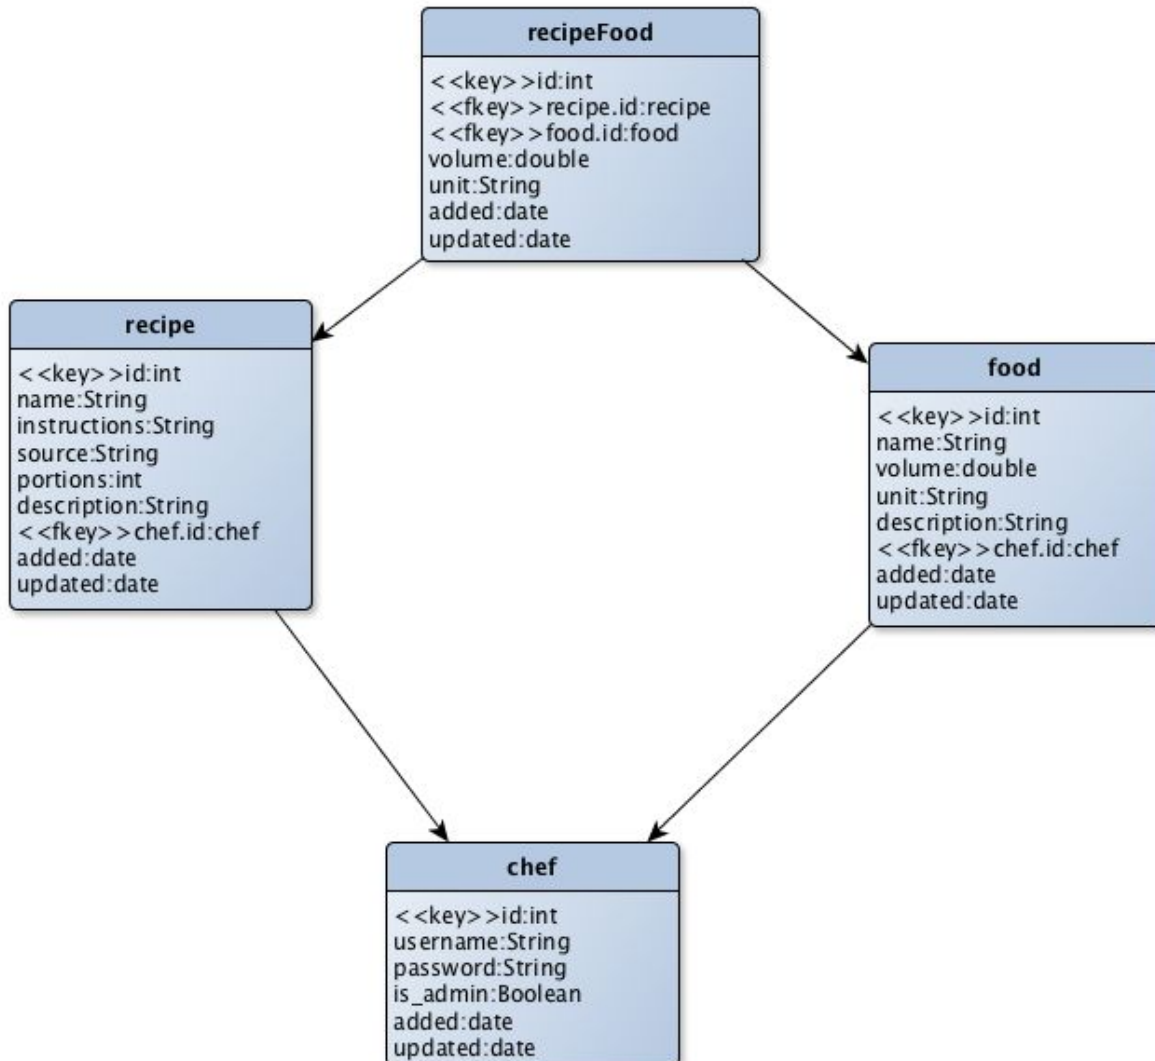 recipeFood
<<key>>id:int
<<fkey>>recipe.id:recipe
<<fkey>>food.id:food
volume:double
unit:String
added:date
updated:date
recipe
<<key>>id:int
name:String
instructions:String
source:String
portions:int
description:String
<<fkey>>chef.id:chef
added:date
updated:date
food
<<key>>id:int
name:String
volume:double
unit:String
description:String
<<fkey>>chef.id:chef
added:date
updated:date
chef
<<key>>id:int
username:String
password:String
is_admin:Boolean
added:date
updated:date